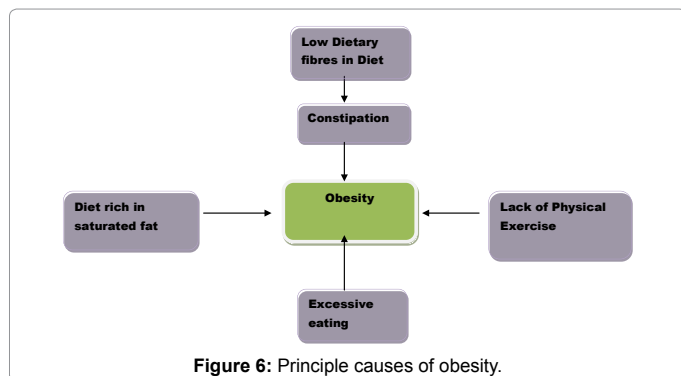 Low Dietary
fibres in Diet
Constipation
Obesity
Diet rich in
saturated fat
Lack of Physical
Exercise
Excessive
eating
Figure 6: Principle causes of obesity.